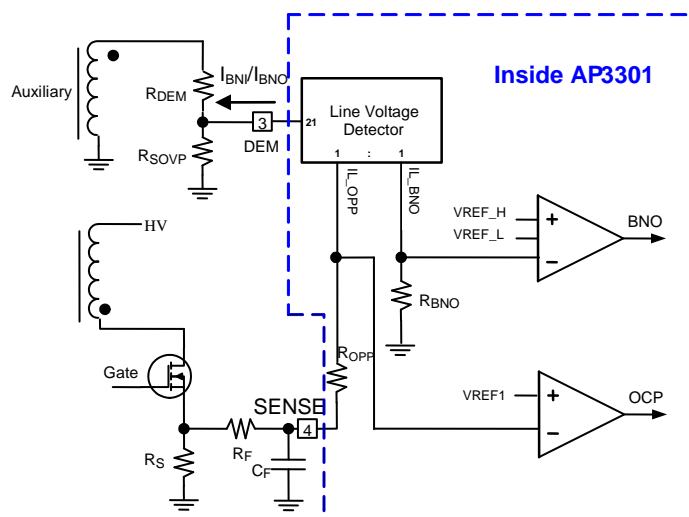 Inside AP3301
Auxiliary
RDEM
IBNI/IBNO
3
DEM
RSOVP
21
Line Voltage
Detector
1 : 1
IL_OPP
IL_BNO
VREF_H
VREF_L
+
−
BNO
RBNO
HV
Gate
ROPP
SENSE
4
RF
CF
RS
VREF1
+
−
OCP